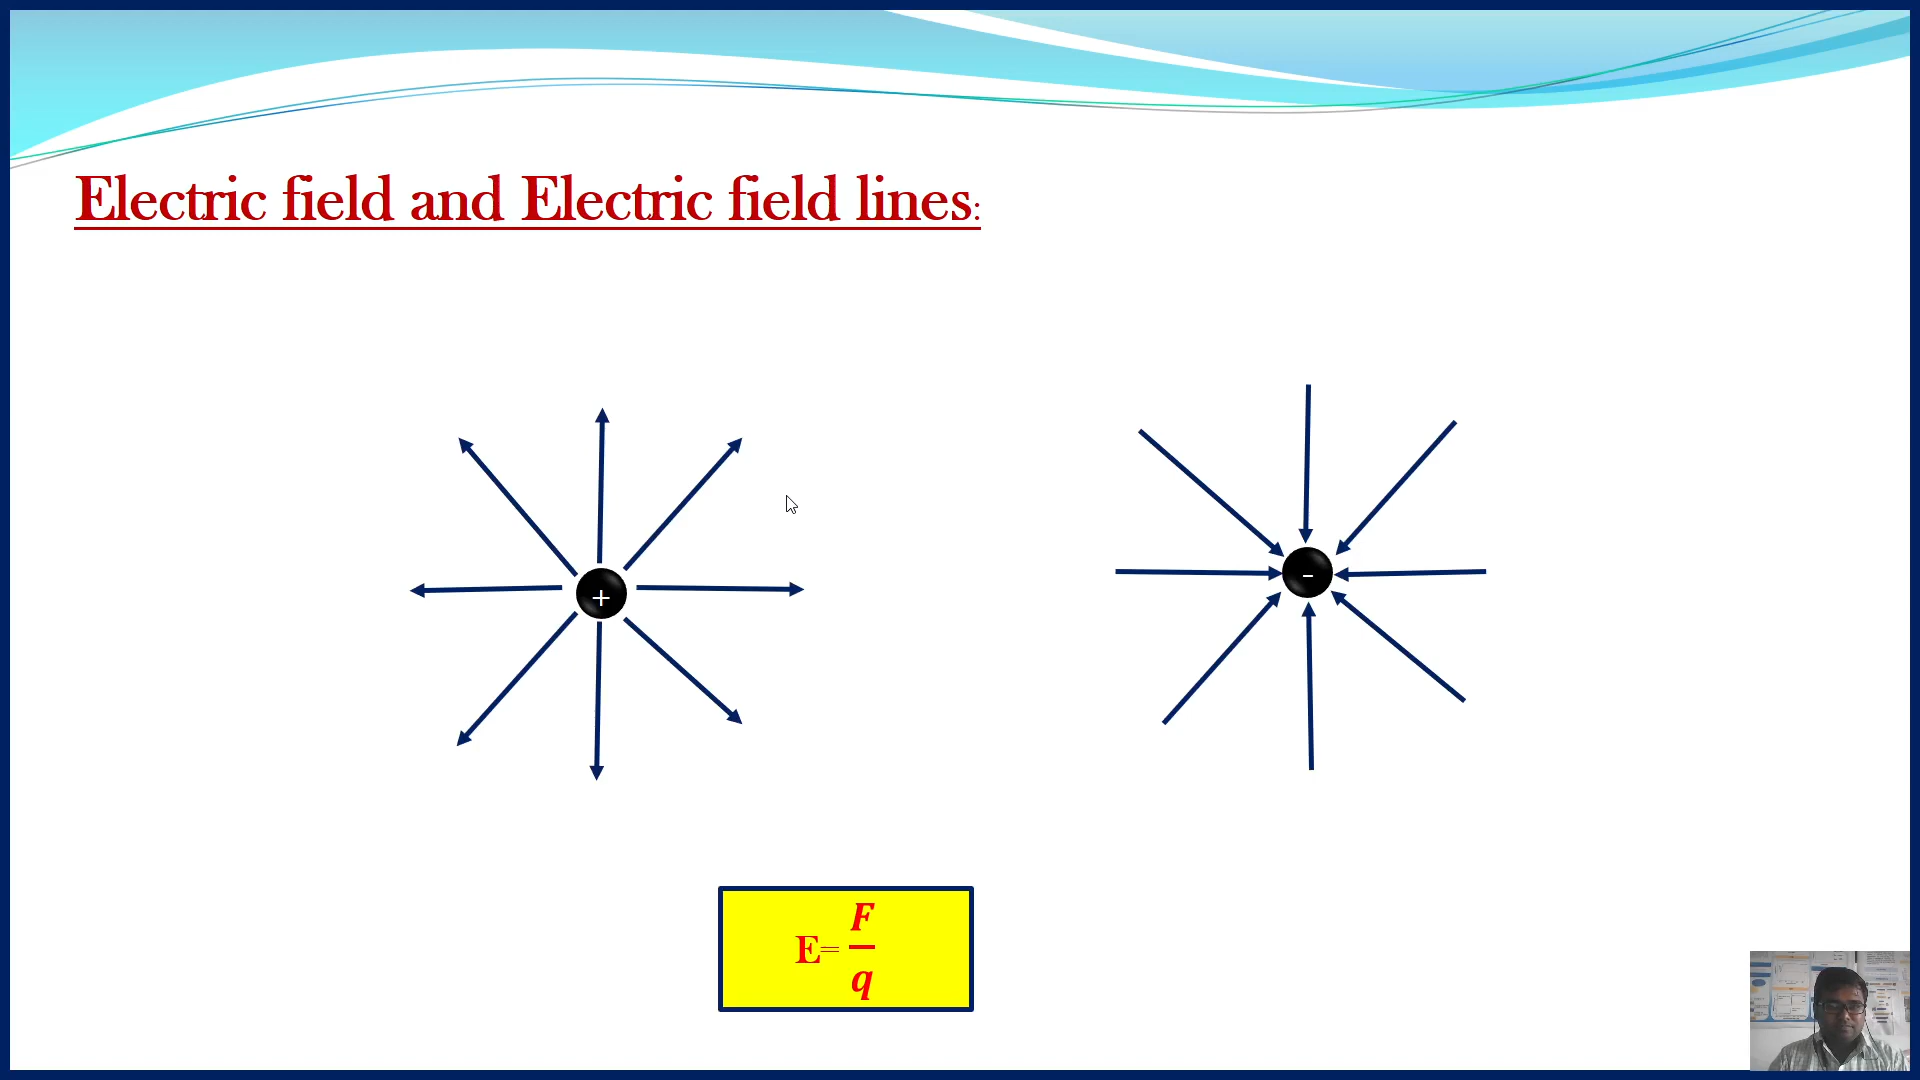 Electric field and Electric field lines:
+
-
E= F/q